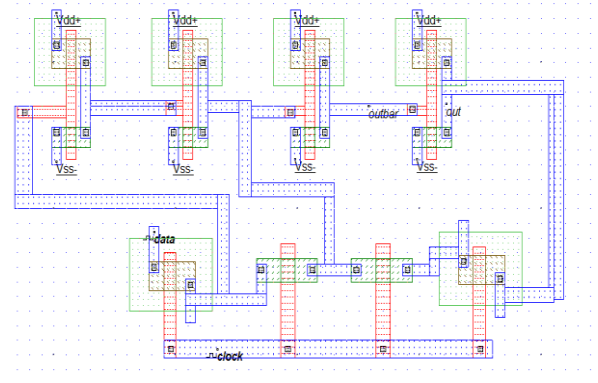 Vdd+ Vdd+ Vdd+ Vdd+
outbar out
Vss- Vss- Vss- Vss-
data
clock